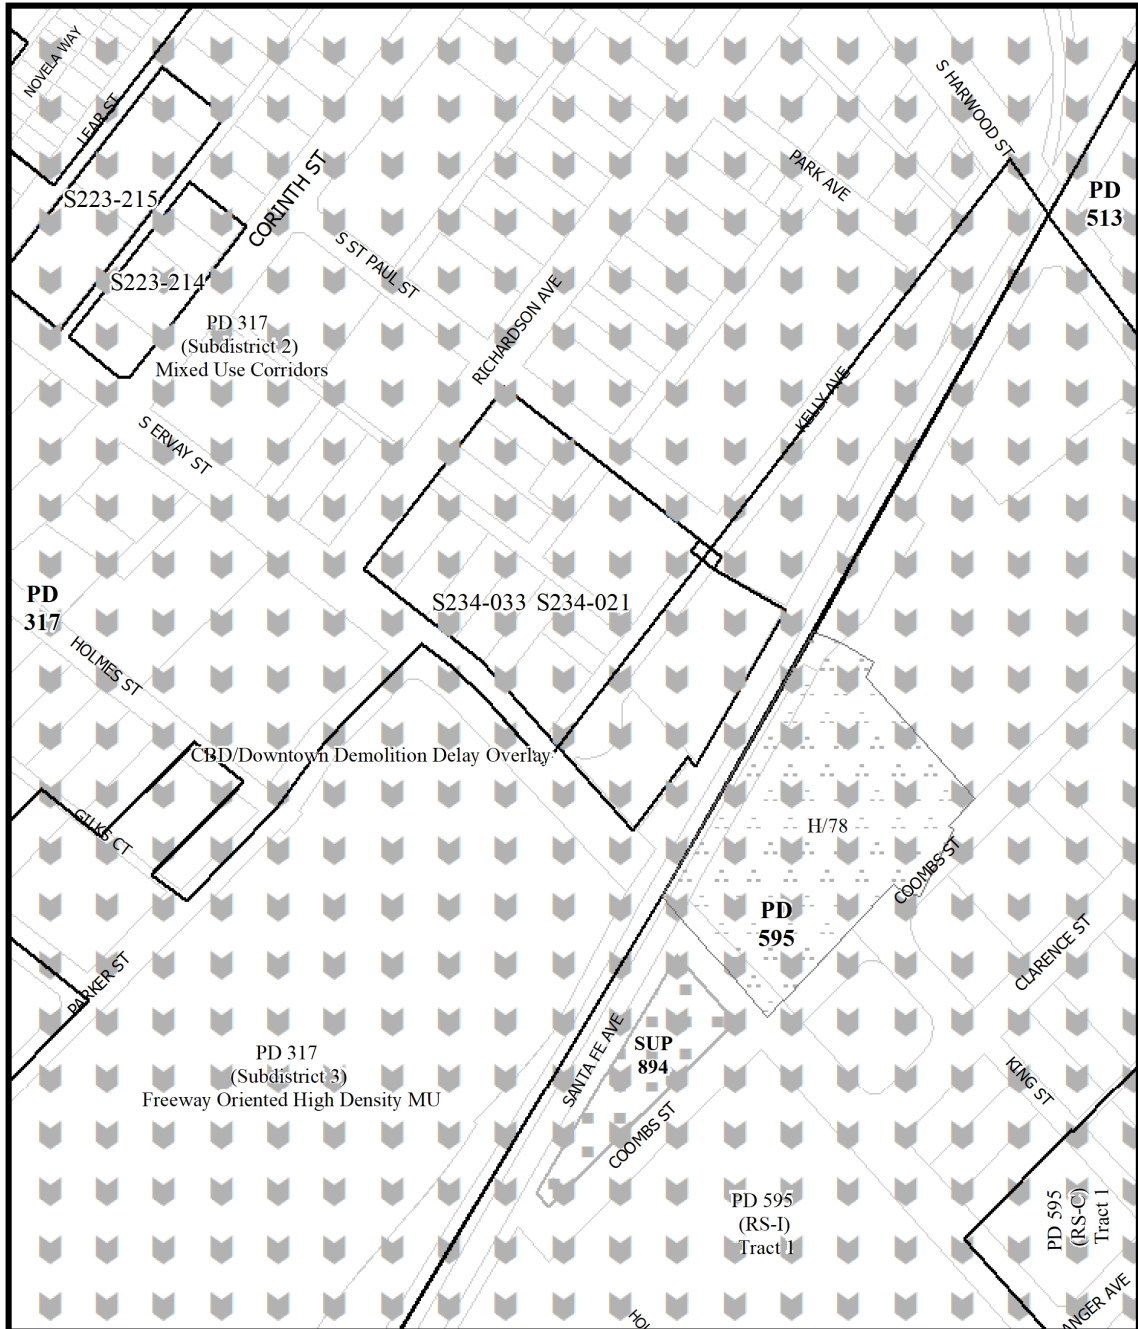 NOVELA WAY
LEAR ST
S HARWOOD ST
PARK AVE
PD
513
S223-215
CORINTH ST
S ST PAUL ST
S223-214
RICHARDSON AVE
PD 317
(Subdistrict 2)
Mixed Use Corridors
KELLY AVE
S ERVAY ST
PD
317
S234-033
S234-021
HOLMES ST
CBD/Downtown Demolition Delay Overlay
GILKS CT
H/78
COOMBS ST
PD
595
PARKER ST
CLARENCE ST
SANTA FE AVE
SUP
894
PD 317
(Subdistrict 3)
Freeway Oriented High Density MU
KING ST
COOMBS ST
PD 595
(RS-I)
Tract 1
PD 595
(RS-C)
Tract 1